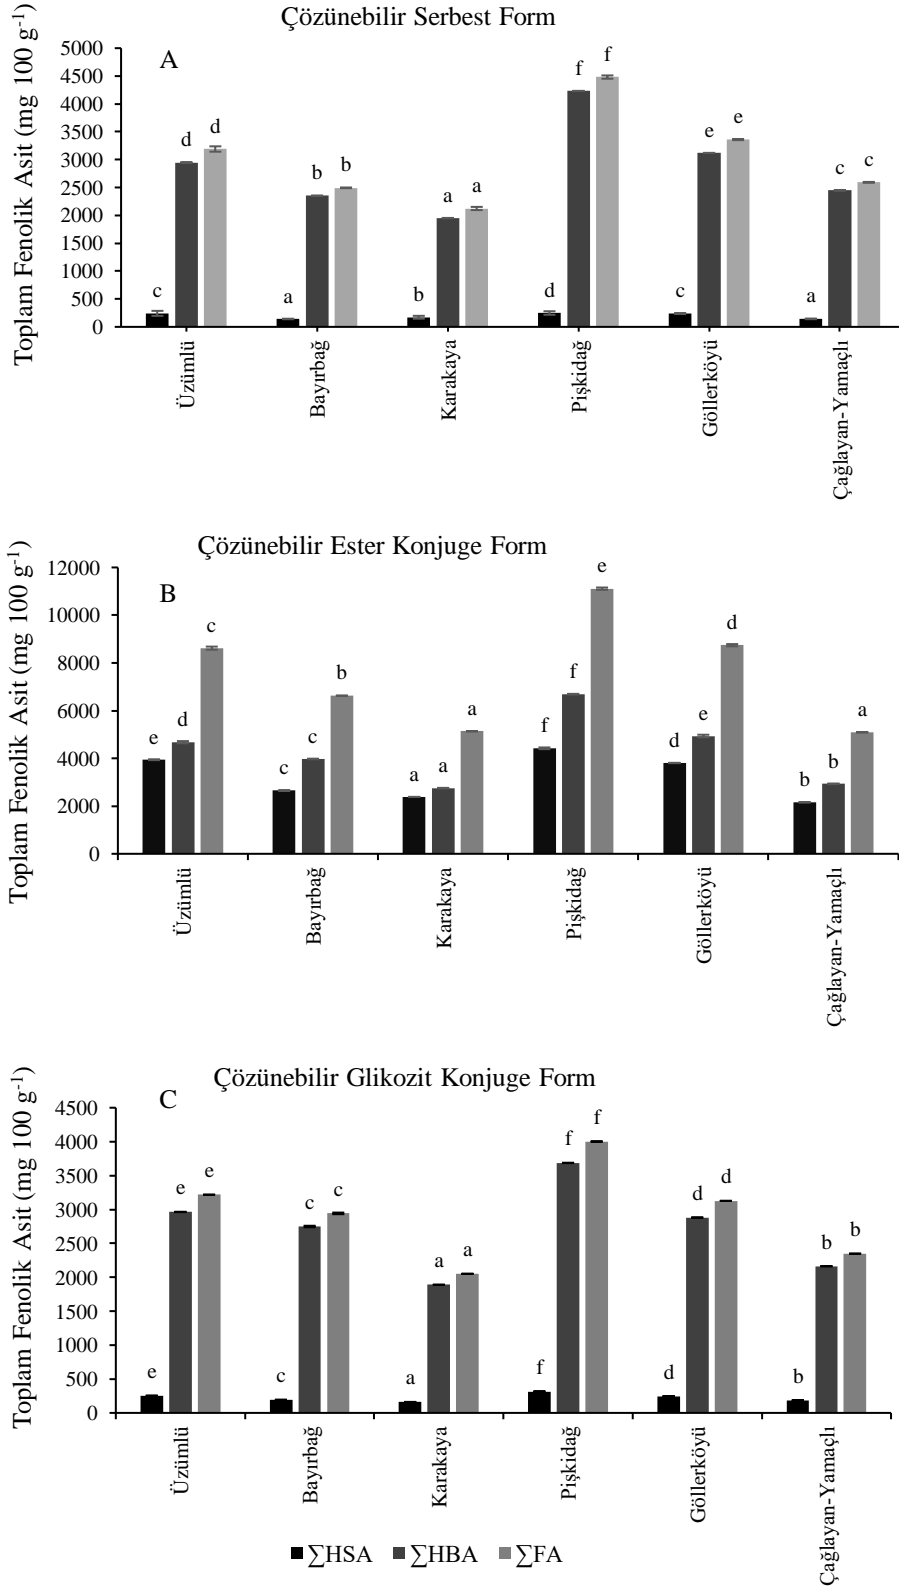 Çözünebilir Serbest Form
A
Toplam Fenolik Asit (mg 100 g-1)
5000
4500
4000
3500
3000
2500
2000
1500
1000
500
0
c d d
a b b
b a a
d f f
c e e
a c c
Üzümlü
Bayırbağ
Karakaya
Pişkidağ
Göllerköyü
Çağlayan-Yamaçlı
Çözünebilir Ester Konjuge Form
B
Toplam Fenolik Asit (mg 100 g-1)
12000
10000
8000
6000
4000
2000
0
e d c
c c b
a a a
f f e
d e d
b b a
Üzümlü
Bayırbağ
Karakaya
Pişkidağ
Göllerköyü
Çağlayan-Yamaçlı
Çözünebilir Glikozit Konjuge Form
C
Toplam Fenolik Asit (mg 100 g-1)
4500
4000
3500
3000
2500
2000
1500
1000
500
0
e e e
c c c
a a a
f f f
d d d
b b b
Üzümlü
Bayırbağ
Karakaya
Pişkidağ
Göllerköyü
Çağlayan-Yamaçlı
∑HSA ∑HBA ∑FA